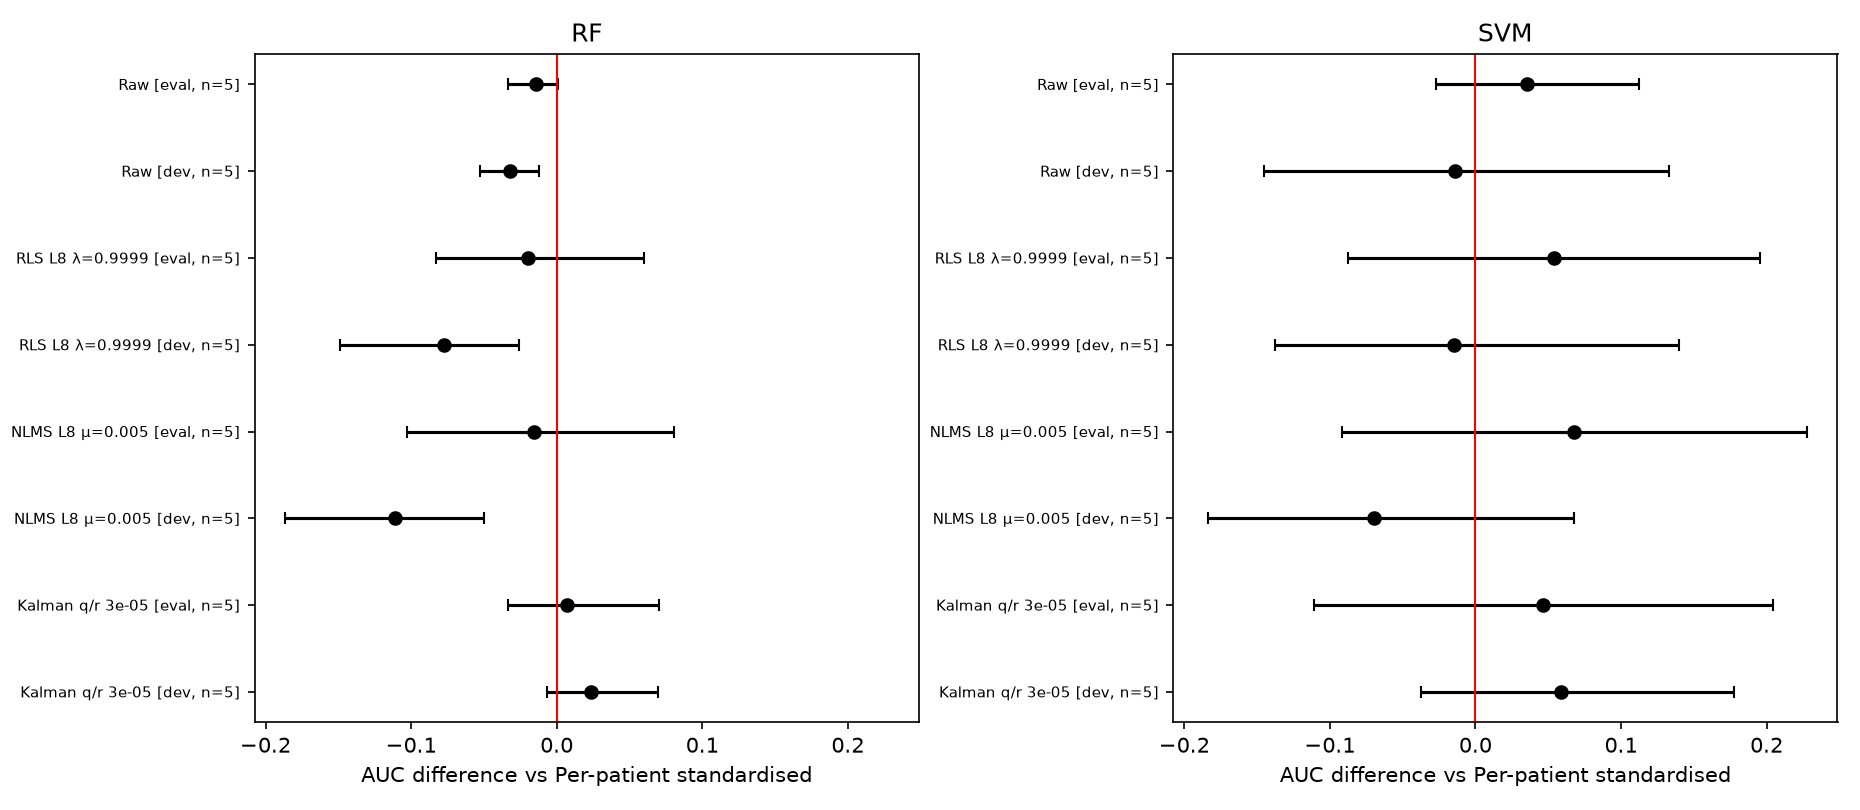 RF
Raw [eval, n=5]
Raw [dev, n=5]
RLS L8 λ=0.9999 [eval, n=5]
RLS L8 λ=0.9999 [dev, n=5]
NLMS L8 μ=0.005 [eval, n=5]
NLMS L8 μ=0.005 [dev, n=5]
Kalman q/r 3e-05 [eval, n=5]
Kalman q/r 3e-05 [dev, n=5]
−0.2 −0.1 0.0 0.1 0.2
AUC difference vs Per-patient standardised
SVM
Raw [eval, n=5]
Raw [dev, n=5]
RLS L8 λ=0.9999 [eval, n=5]
RLS L8 λ=0.9999 [dev, n=5]
NLMS L8 μ=0.005 [eval, n=5]
NLMS L8 μ=0.005 [dev, n=5]
Kalman q/r 3e-05 [eval, n=5]
Kalman q/r 3e-05 [dev, n=5]
−0.2 −0.1 0.0 0.1 0.2
AUC difference vs Per-patient standardised